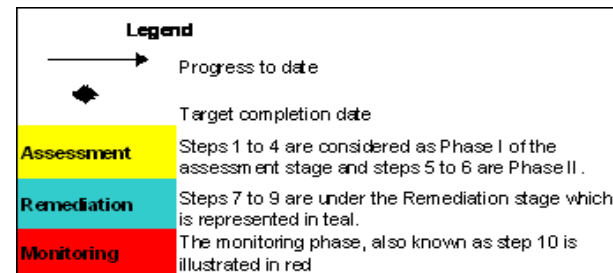 Legend
Progress to date
Target completion date
Assessment
Steps 1 to 4 are considered as Phase I of the
assessment stage and steps 5 to 6 are Phase II .
Remediation
Steps 7 to 9 are under the Remediation stage which
is represented in teal.
Monitoring
The monitoring phase, also known as step 10 is
illustrated in red